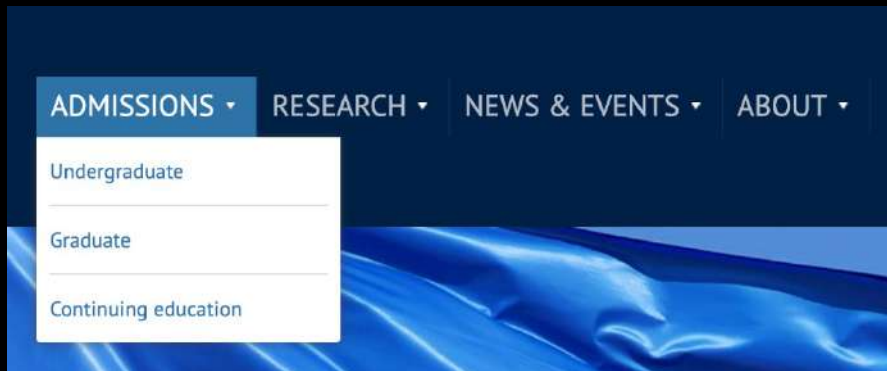 ADMISSIONS RESEARCH NEWS & EVENTS ABOUT
Undergraduate
Graduate
Continuing education